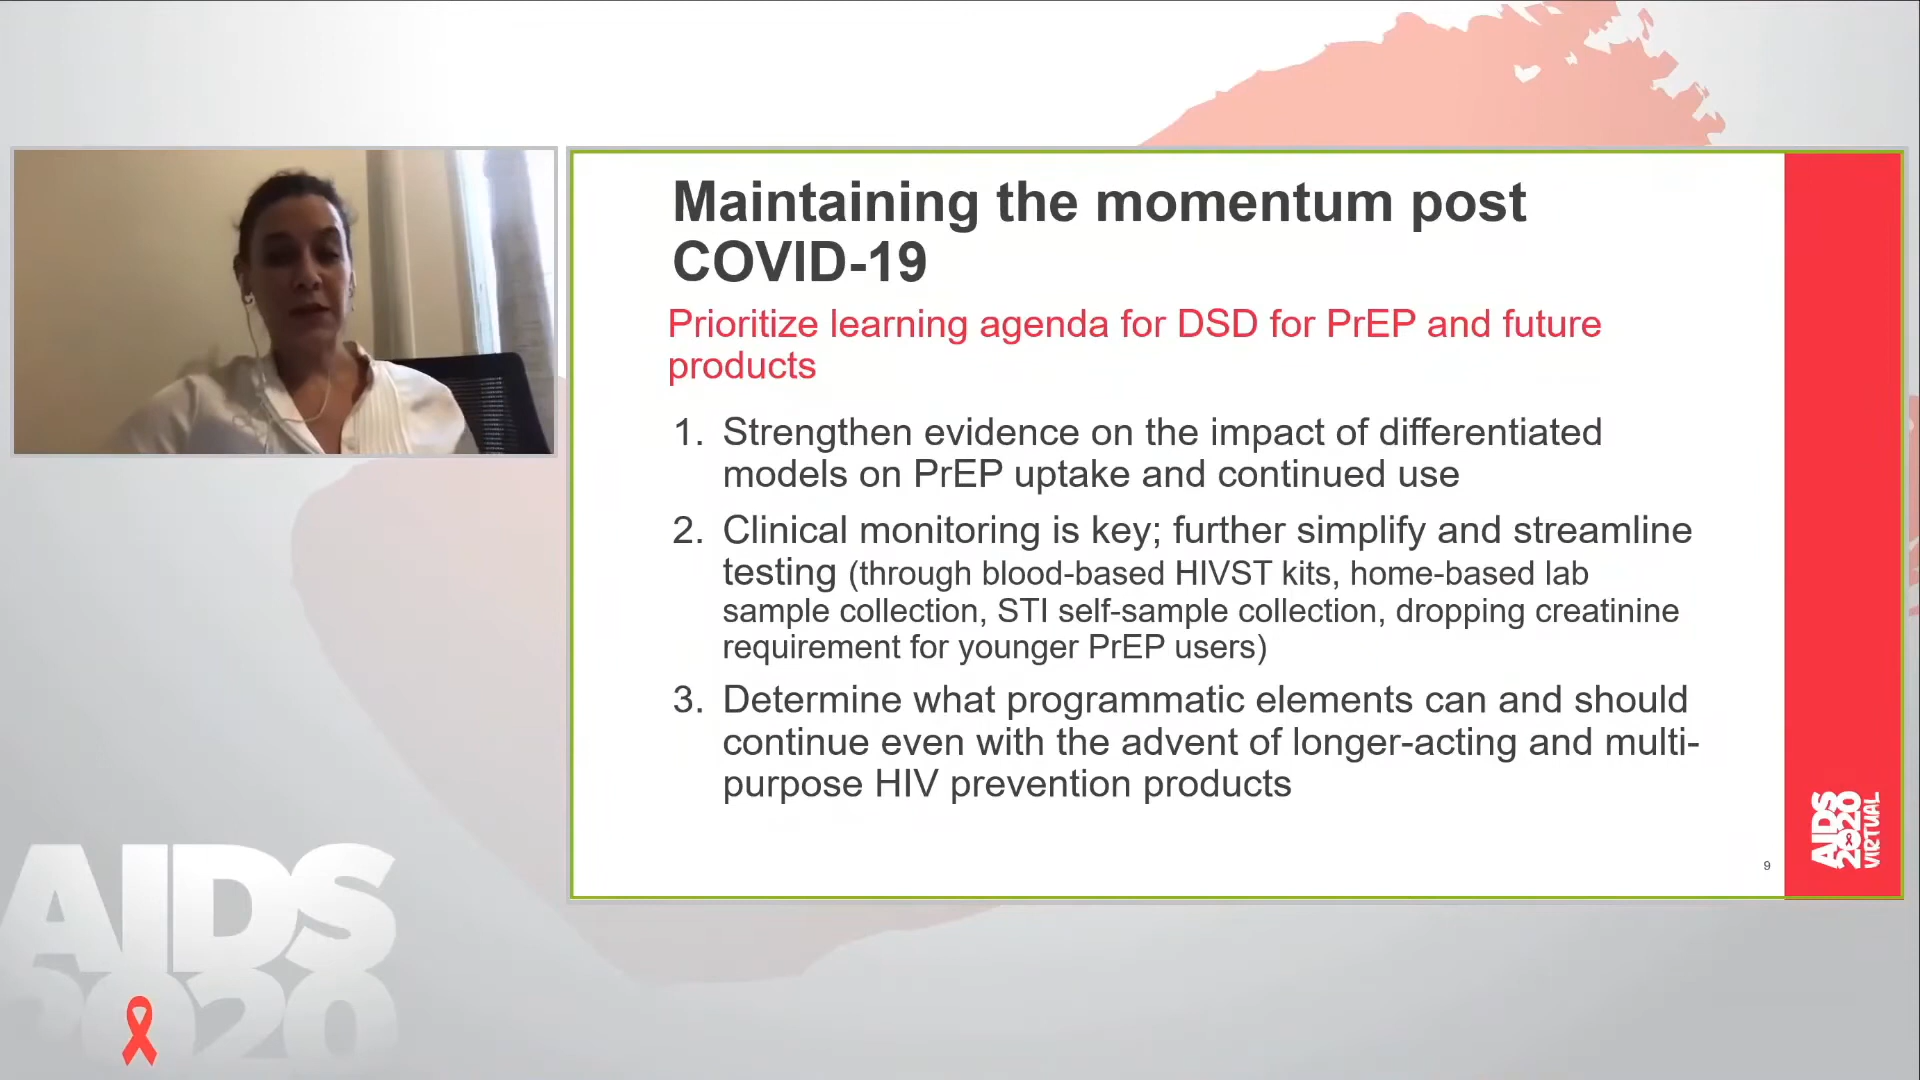 Maintaining the momentum post
COVID-19
Prioritize learning agenda for DSD for PrEP and future
products
1. Strengthen evidence on the impact of differentiated
models on PrEP uptake and continued use
2. Clinical monitoring is key; further simplify and streamline
testing (through blood-based HIVST kits, home-based lab
sample collection, STI self-sample collection, dropping creatinine
requirement for younger PrEP users)
3. Determine what programmatic elements can and should
continue even with the advent of longer-acting and multi-
purpose HIV prevention products
9
AIDS
2020
VIRTUAL
AIDS
2020